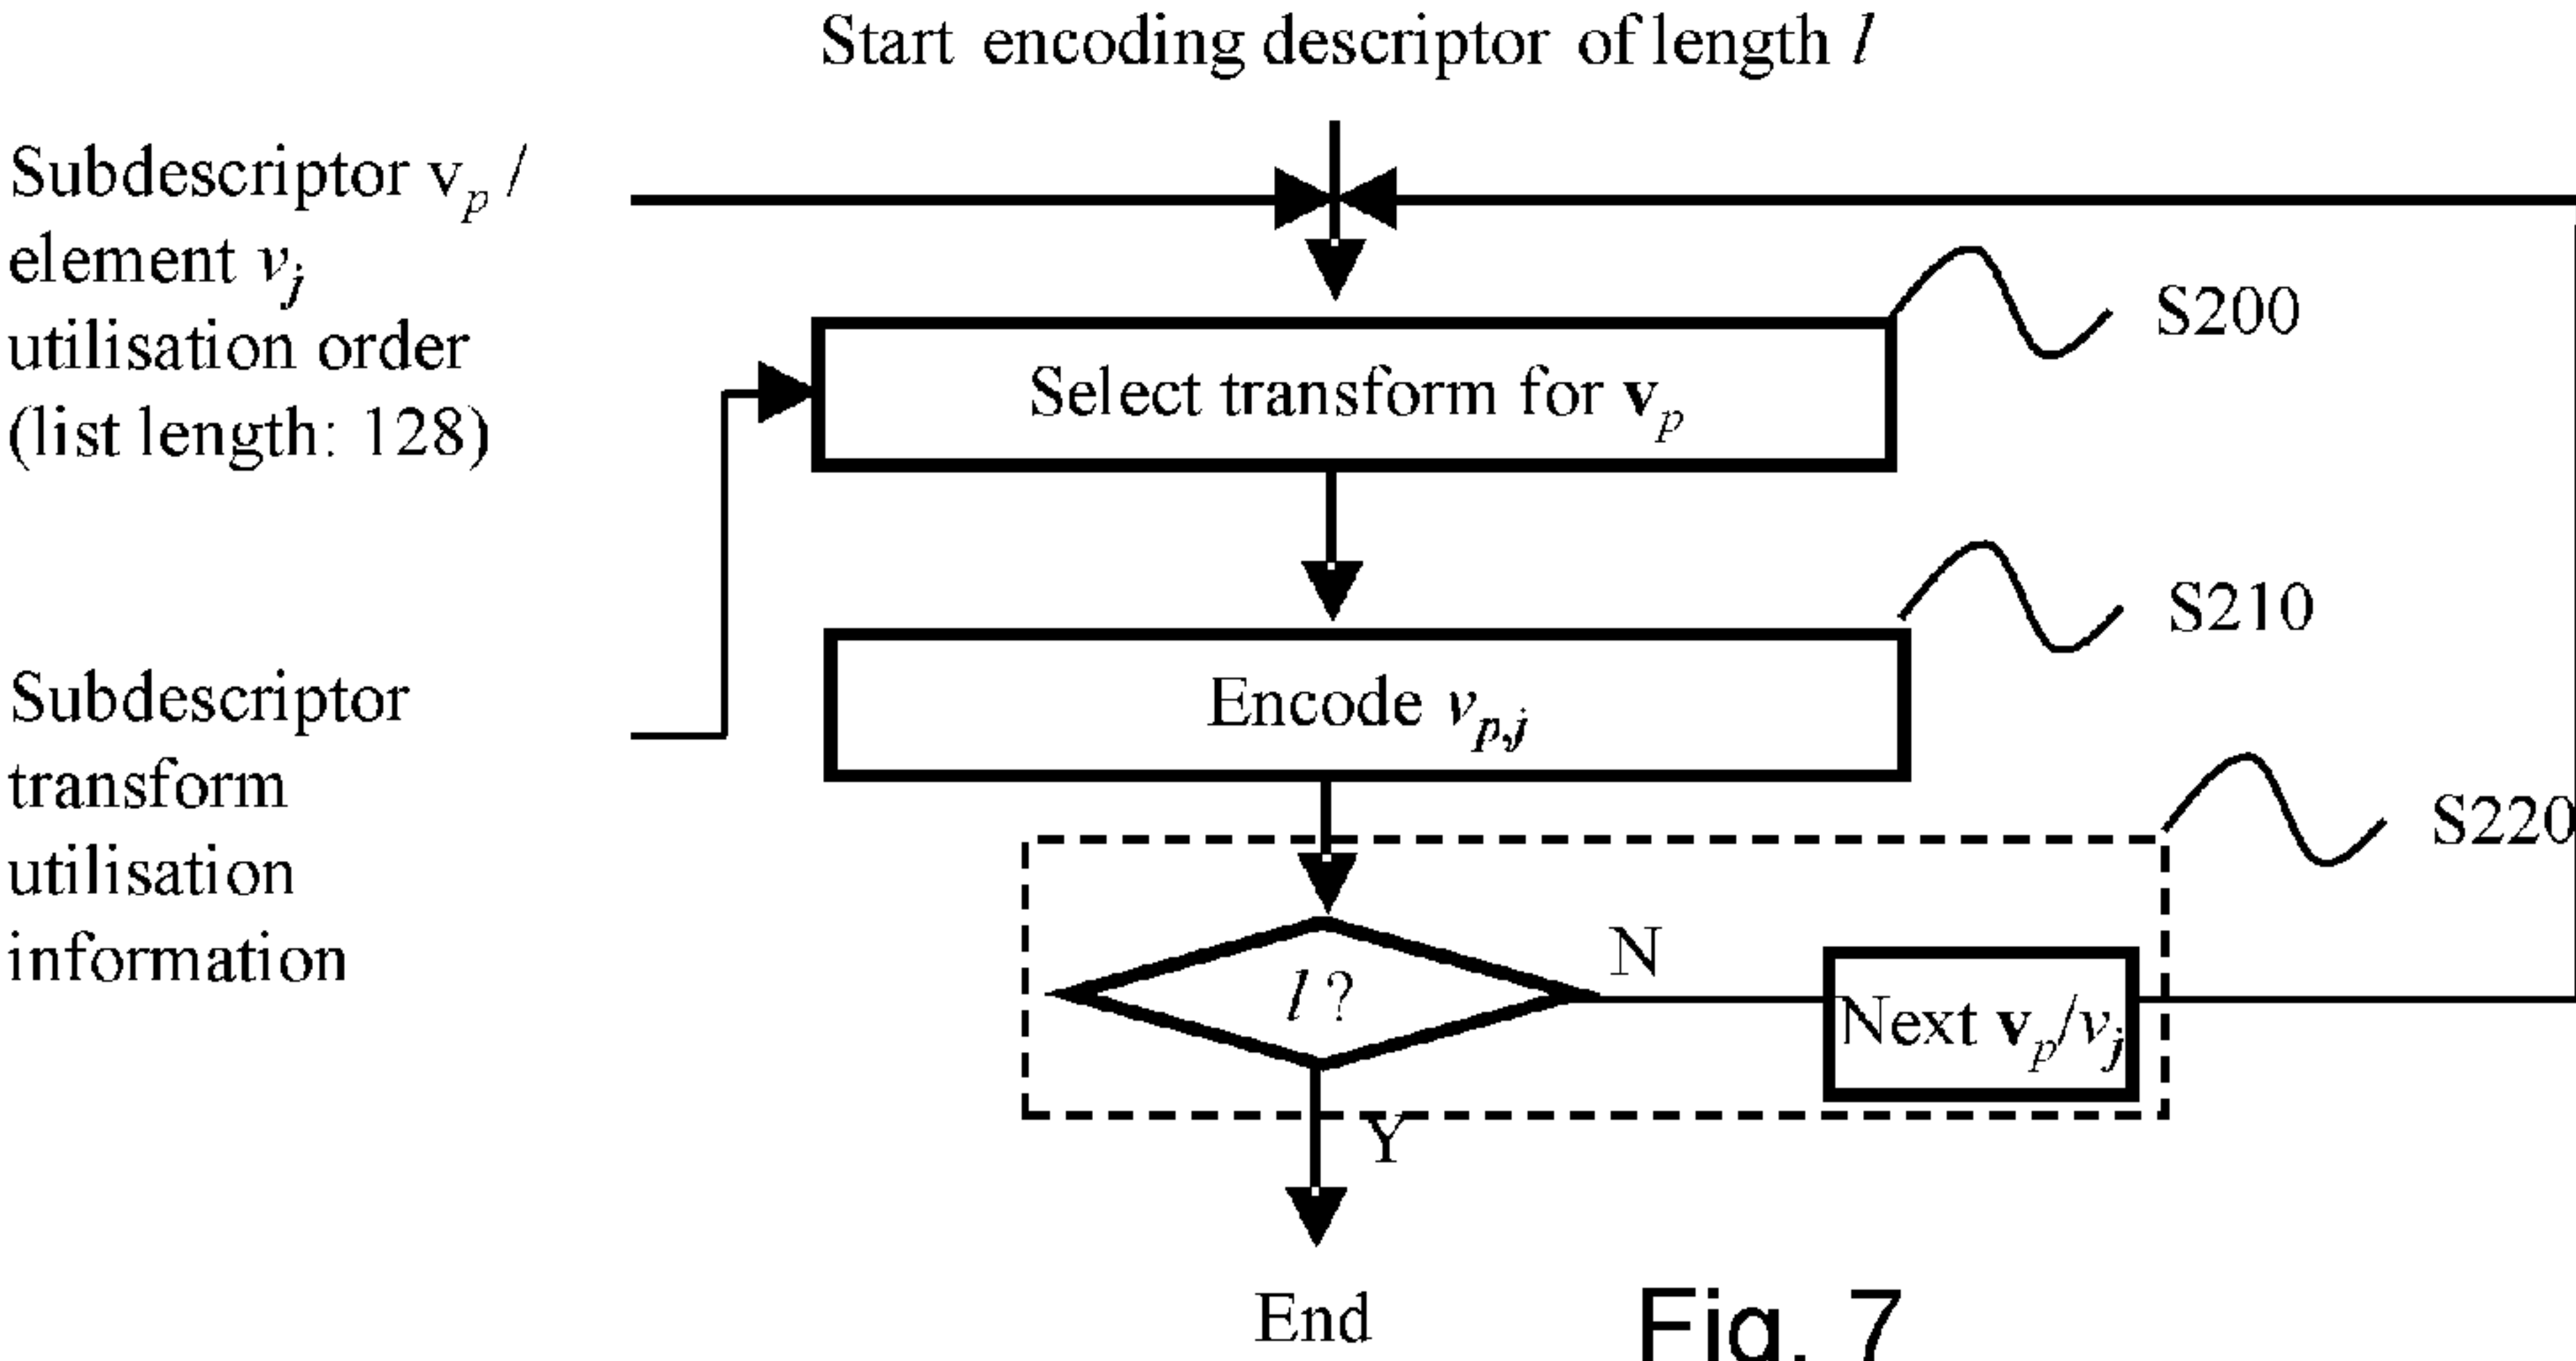 Start encoding descriptor of length l
Subdescriptor vp /
element vj
utilisation order
(list length: 128)
S200
Select transform for vp
S210
Encode vp,j
Subdescriptor
transform
utilisation
information
S220
l ?
N
Next vp/vj
Y
End
Fig. 7